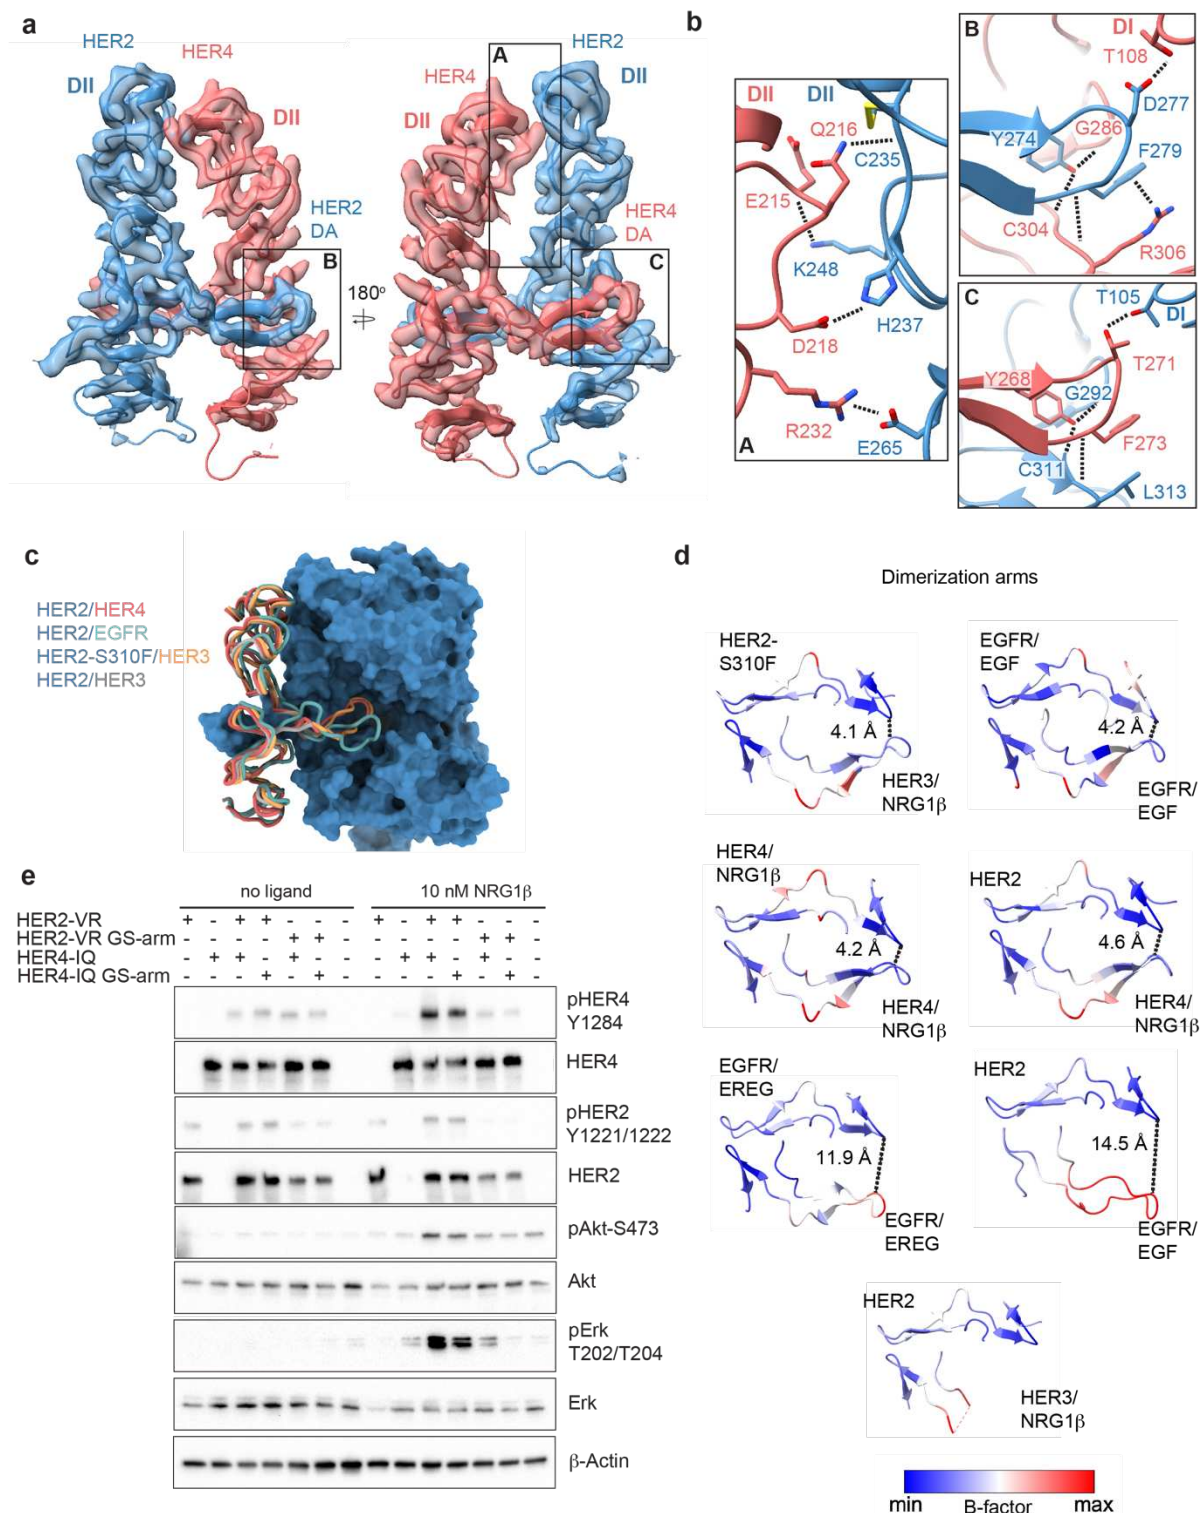 a
HER2
HER4
DII
DII
HER2
DA
B
180°
A
HER2
HER4
DII
DII
HER4
DA
C
b
DII
DII
Q216
C235
E215
K248
H237
D218
R232
E265
A
B
DI
T108
D277
Y274
G286
F279
C304
R306
C
T105
DI
T271
Y268
G292
F273
C311
L313
c
HER2/HER4
HER2/EGFR
HER2-S310F/HER3
HER2/HER3
d
Dimerization arms
HER2-
S310F
4.1 Å
HER3/
NRG1β
EGFR/
EGF
4.2 Å
EGFR/
EGF
HER4/
NRG1β
4.2 Å
HER4/
NRG1β
HER2
4.6 Å
HER4/
NRG1β
EGFR/
EREG
11.9 Å
EGFR/
EREG
HER2
14.5 Å
EGFR/
EGF
HER2
HER3/
NRG1β
min B-factor max
e
no ligand 10 nM NRG1β
HER2-VR + - + + - - - + - + + - - -
HER2-VR GS-arm - - - - + + - - - - - + + -
HER4-IQ - + + - + - - - + + - + - -
HER4-IQ GS-arm - - - + - + - - - - + - + -
pHER4
Y1284
HER4
pHER2
Y1221/1222
HER2
pAkt-S473
Akt
pErk
T202/T204
Erk
β-Actin